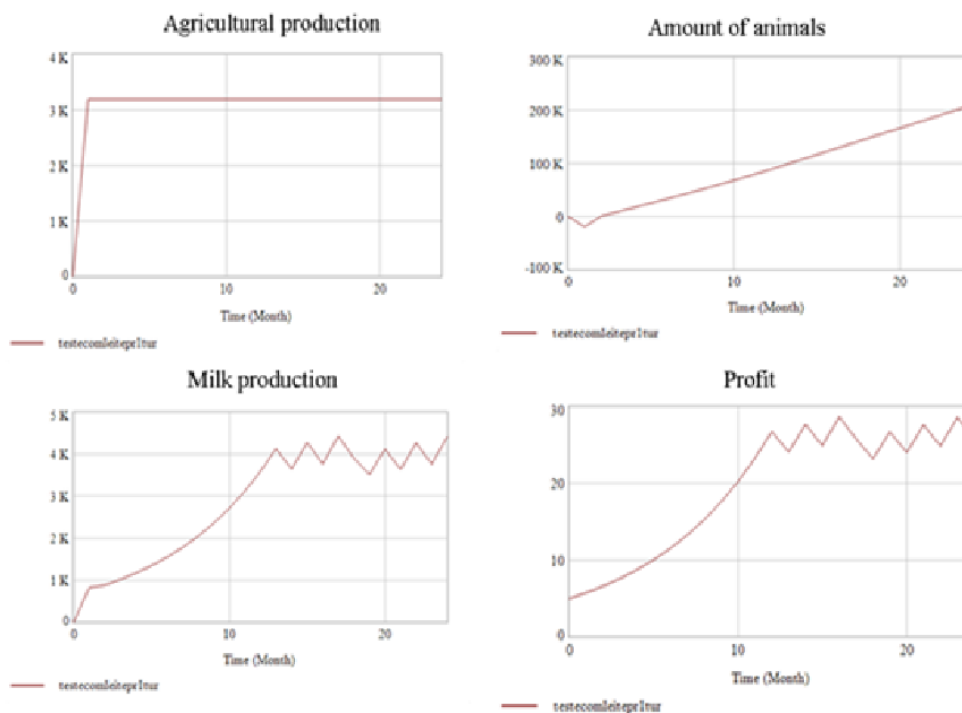 Agricultural production
4 K
3 K
2 K
1 K
0
0 10 20
Time (Month)
testecomleitepr1tur
Amount of animals
300 K
200 K
100 K
0
-100 K
0 10 20
Time (Month)
testecomleitepr1tur
Milk production
5 K
4 K
3 K
2 K
1 K
0
0 10 20
Time (Month)
testecomleitepr1tur
Profit
30
20
10
0
0 10 20
Time (Month)
testecomleitepr1tur